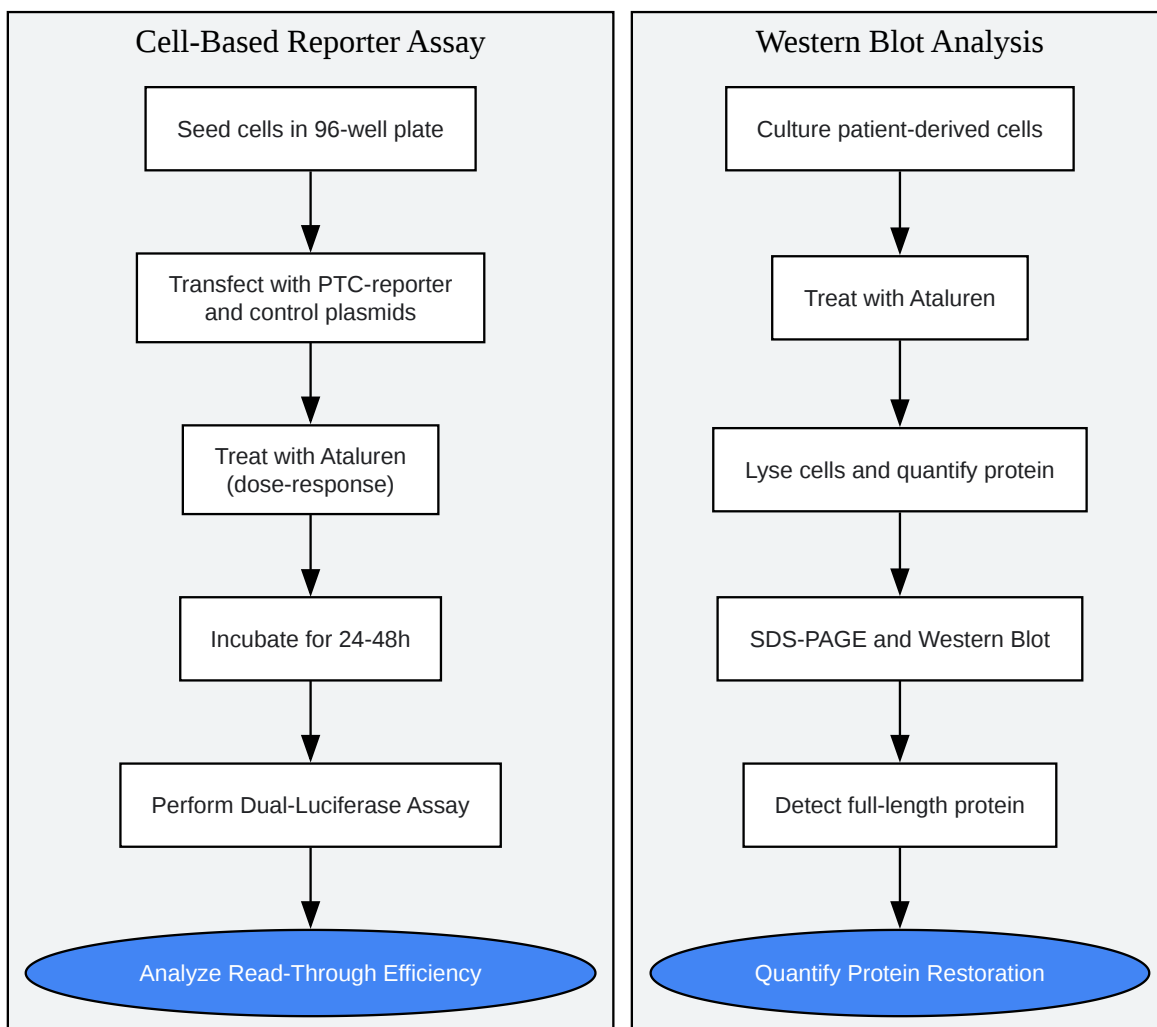 Cell-Based Reporter Assay
Seed cells in 96-well plate
Transfect with PTC-reporter
and control plasmids
Treat with Ataluren
(dose-response)
Incubate for 24-48h
Perform Dual-Luciferase Assay
Analyze Read-Through Efficiency
Western Blot Analysis
Culture patient-derived cells
Treat with Ataluren
Lyse cells and quantify protein
SDS-PAGE and Western Blot
Detect full-length protein
Quantify Protein Restoration